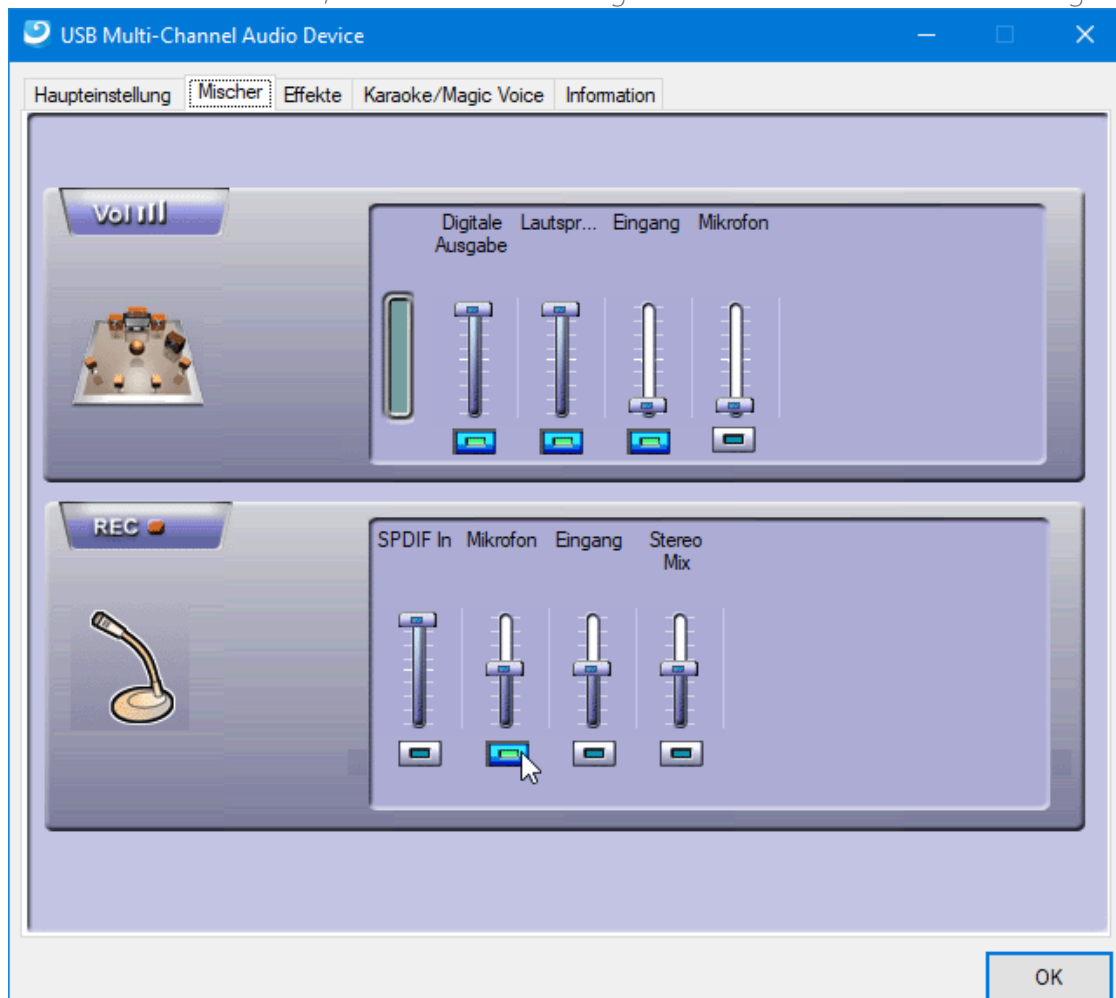 USB Multi-Channel Audio Device
Haupteinstellung Mischer Effekte Karaoke/Magic Voice Information
Vol
Digitale Lautspr... Eingang Mikrofon
Ausgabe
REC
SPDIF In Mikrofon Eingang Stereo
Mix
OK